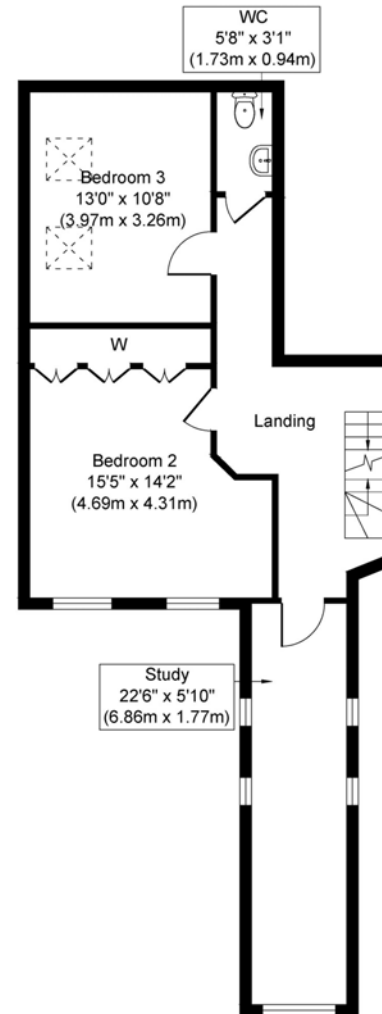 WC
5'8" x 3'1"
(1.73m x 0.94m)
Bedroom 3
13'0" x 10'8"
(3.97m x 3.26m)
W
Landing
Bedroom 2
15'5" x 14'2"
(4.69m x 4.31m)
Study
22'6" x 5'10"
(6.86m x 1.77m)